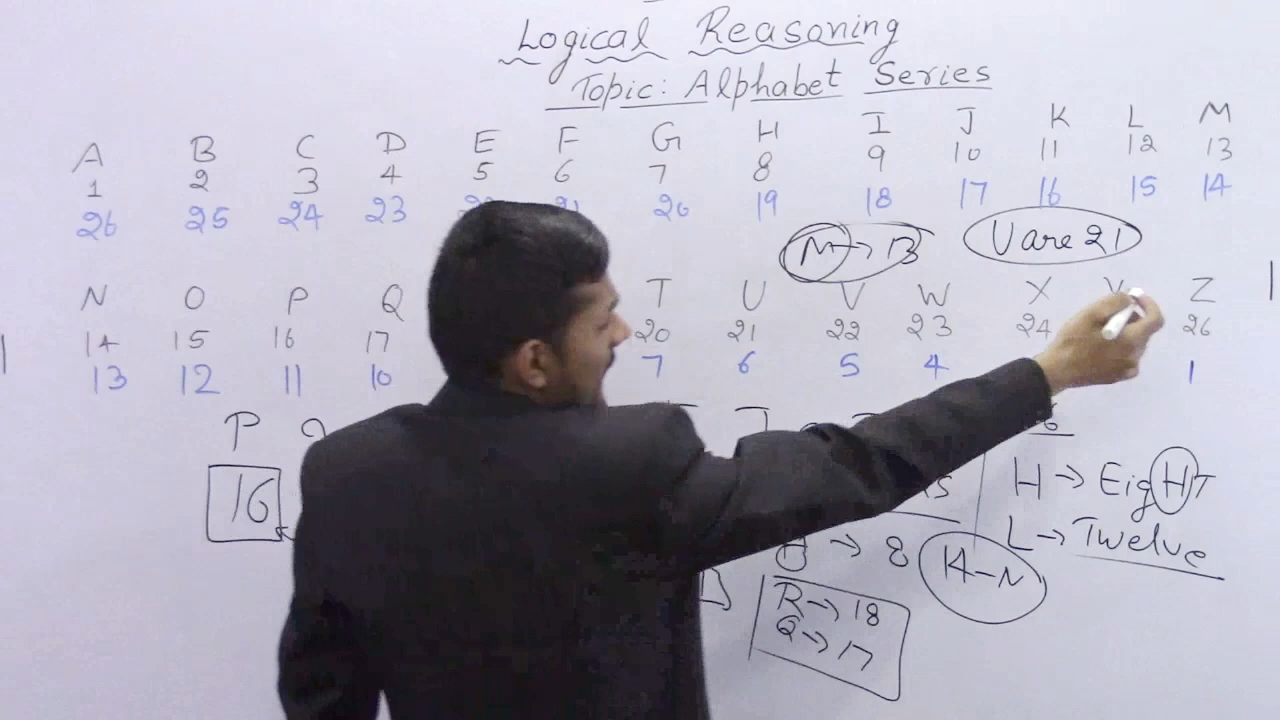 Logical Reasoning
Topic: Alphabet Series
A B C D E F G H I J K L M
1 2 3 4 5 6 7 8 9 10 11 12 13
26 25 24 23 21 20 19 18 17 16 15 14
M → 13 U are 21
N O P Q T U V W X Y Z
14 15 16 17 20 21 22 23 24 26
13 12 11 10 7 6 5 4 1
P
16 H → EigHT
L → Twelve
H → 8 14-N
R → 18
Q → 17